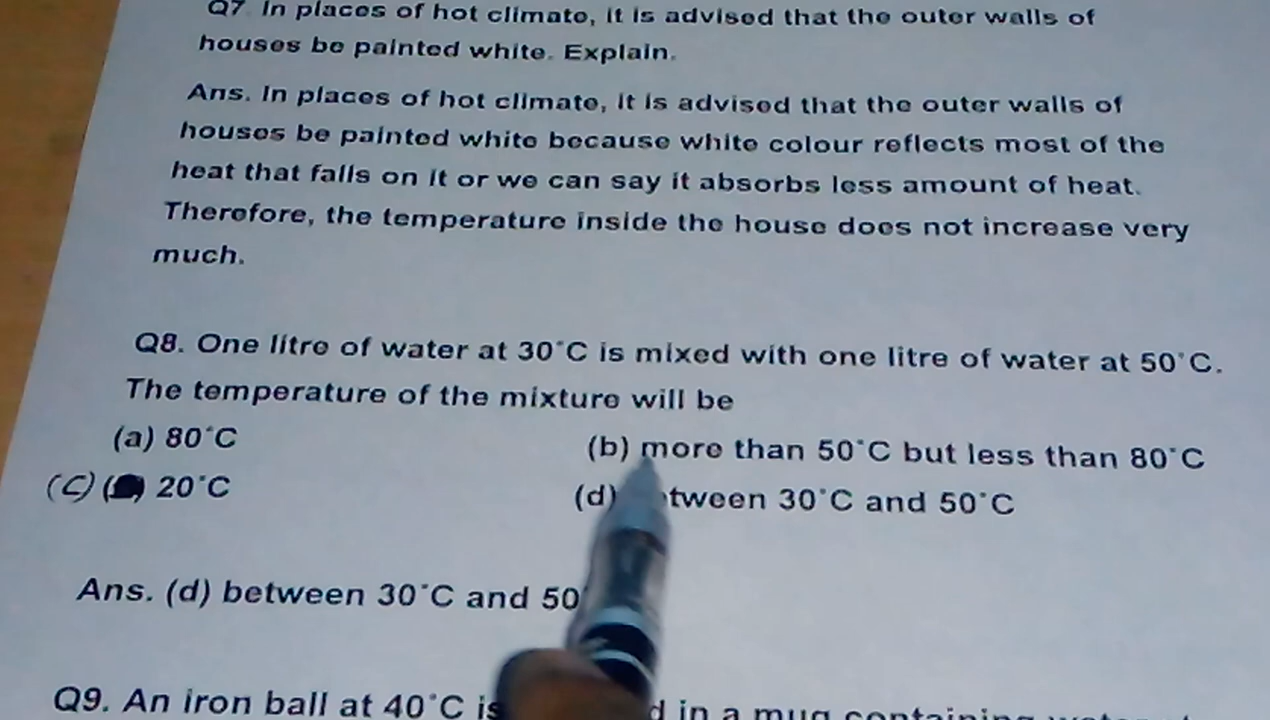 Q7. In places of hot climate, it is advised that the outer walls of
houses be painted white. Explain.
Ans. In places of hot climate, it is advised that the outer walls of
houses be painted white because white colour reflects most of the
heat that falls on it or we can say it absorbs less amount of heat.
Therefore, the temperature inside the house does not increase very
much.
Q8. One litre of water at 30°C is mixed with one litre of water at 50°C.
The temperature of the mixture will be
(a) 80°C (b) more than 50°C but less than 80°C
(C) 20°C (d) tween 30°C and 50°C
Ans. (d) between 30°C and 50
Q9. An iron ball at 40°C is d in a mug containing